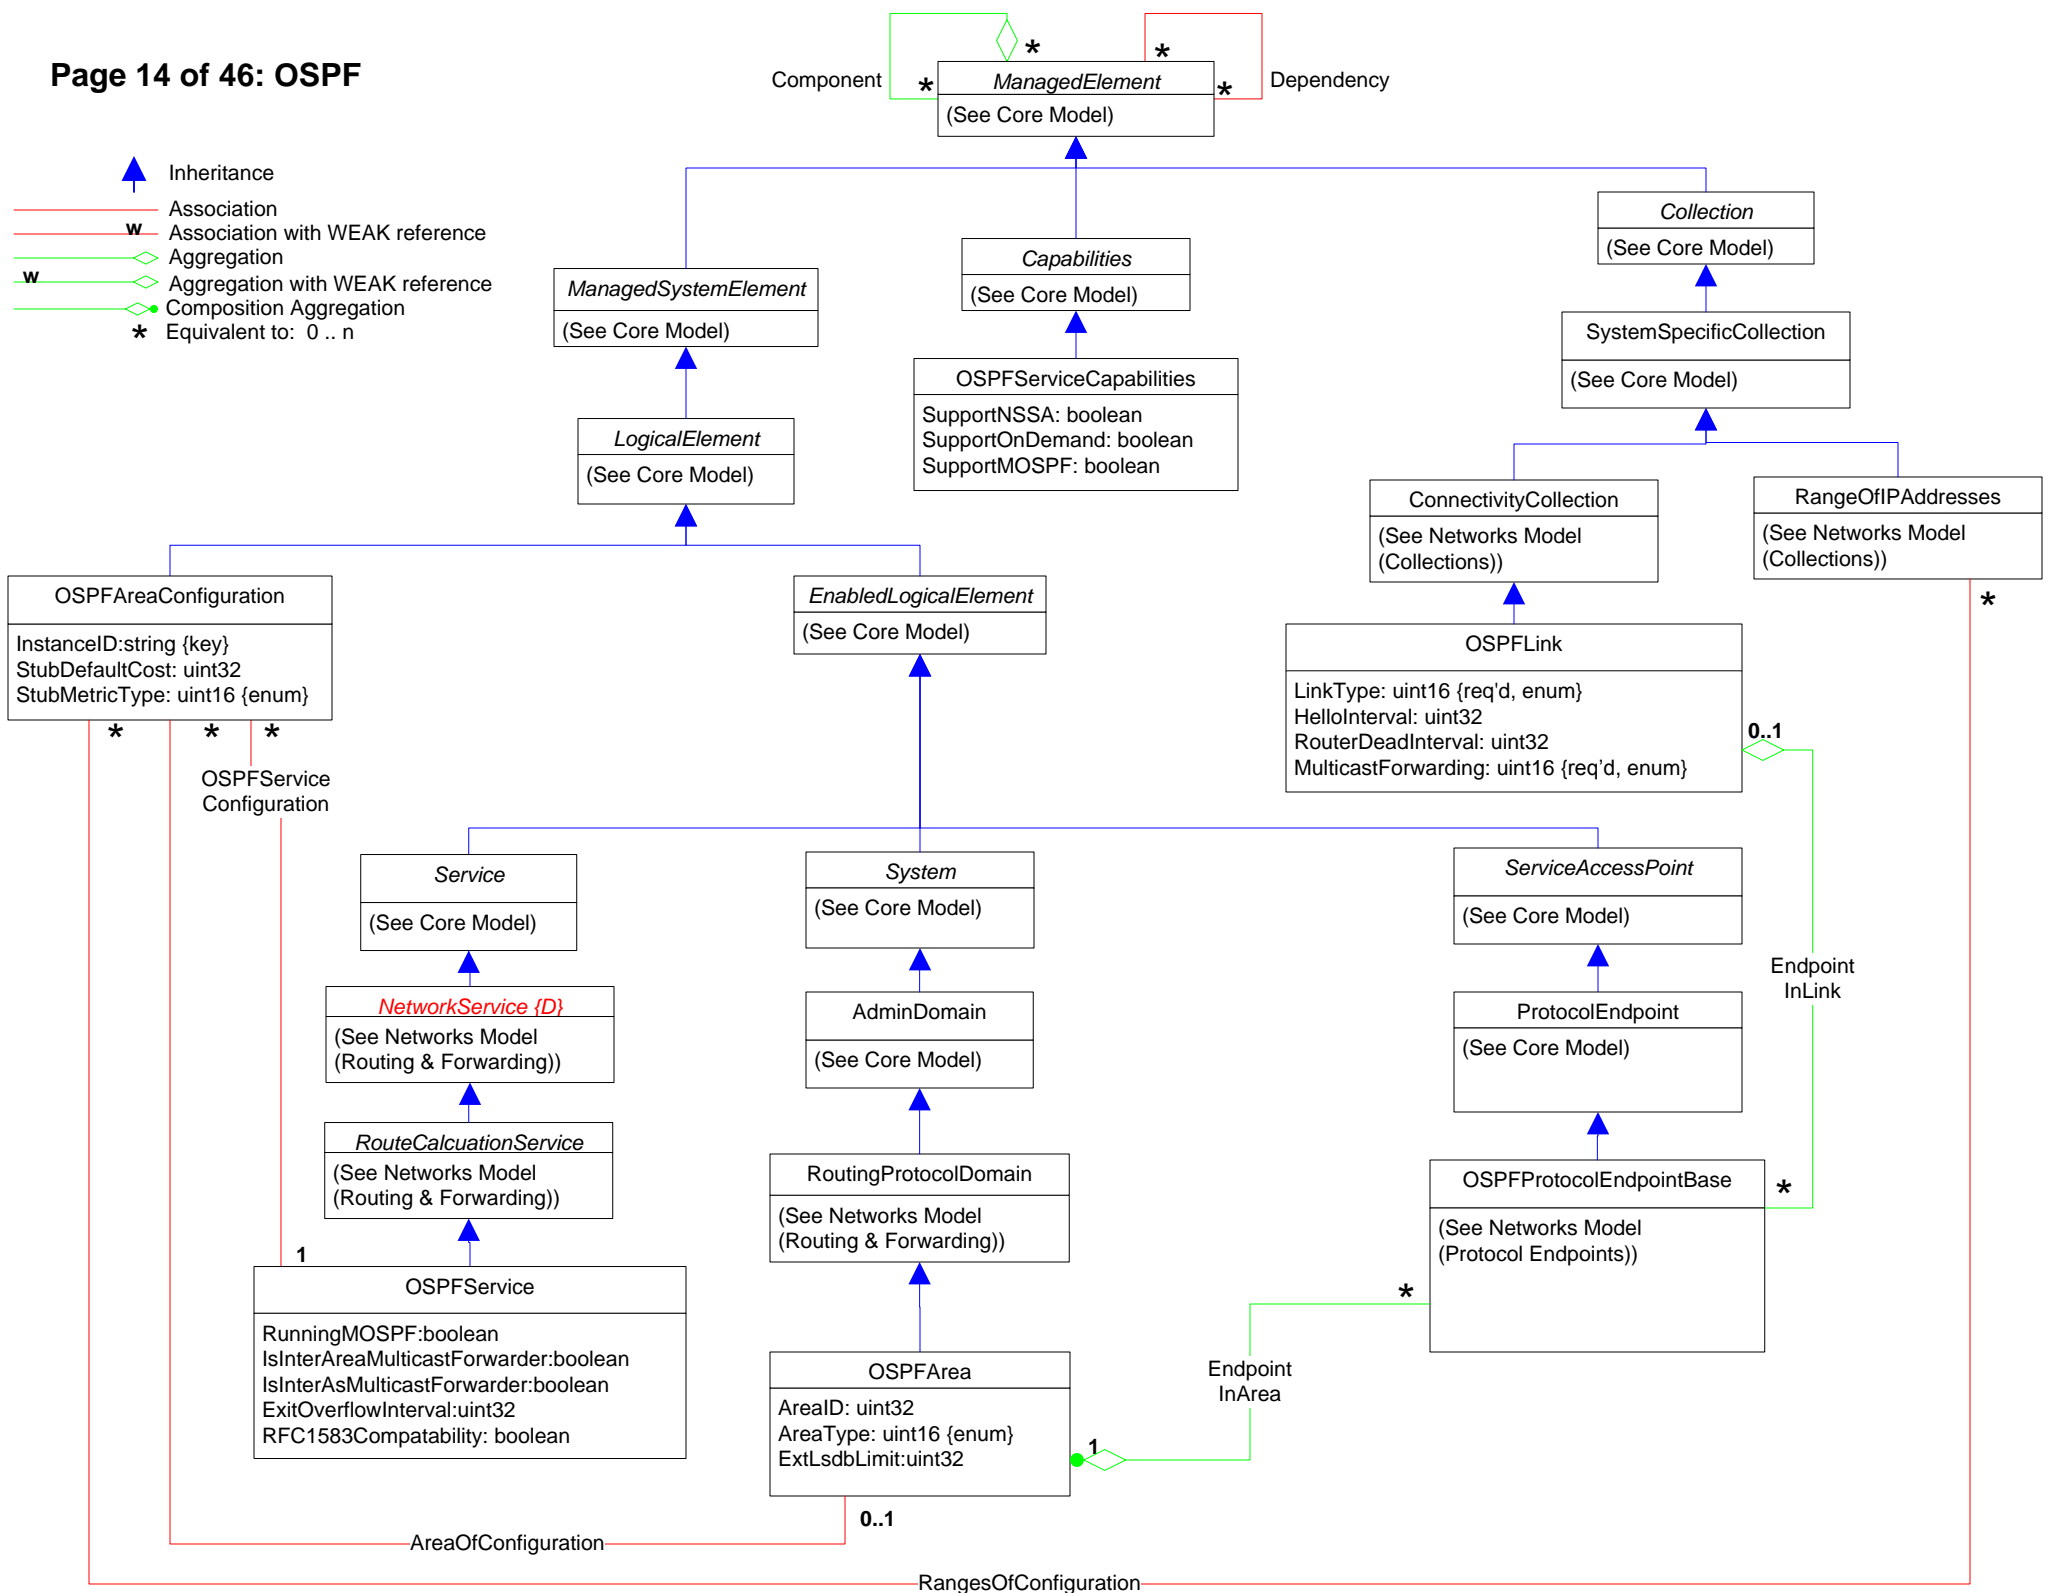 Page 14 of 46: OSPF
Component
*
*
*
*
Dependency
ManagedElement
(See Core Model)
Inheritance
Association
w
Association with WEAK reference
Aggregation
w
Aggregation with WEAK reference
Composition Aggregation
* Equivalent to: 0 .. n
Collection
(See Core Model)
Capabilities
(See Core Model)
ManagedSystemElement
(See Core Model)
SystemSpecificCollection
(See Core Model)
OSPFServiceCapabilities
SupportNSSA: boolean
SupportOnDemand: boolean
SupportMOSPF: boolean
LogicalElement
(See Core Model)
ConnectivityCollection
(See Networks Model
(Collections))
RangeOfIPAddresses
(See Networks Model
(Collections))
*
OSPFAreaConfiguration
InstanceID:string {key}
StubDefaultCost: uint32
StubMetricType: uint16 {enum}
*
*
*
EnabledLogicalElement
(See Core Model)
OSPFLink
LinkType: uint16 {req'd, enum}
HelloInterval: uint32
RouterDeadInterval: uint32
MulticastForwarding: uint16 {req'd, enum}
0..1
OSPFService
Configuration
Service
(See Core Model)
System
(See Core Model)
ServiceAccessPoint
(See Core Model)
Endpoint
InLink
NetworkService {D}
(See Networks Model
(Routing & Forwarding))
AdminDomain
(See Core Model)
ProtocolEndpoint
(See Core Model)
RouteCalcuationService
(See Networks Model
(Routing & Forwarding))
RoutingProtocolDomain
(See Networks Model
(Routing & Forwarding))
OSPFProtocolEndpointBase
(See Networks Model
(Protocol Endpoints))
*
*
1
OSPFService
RunningMOSPF:boolean
IsInterAreaMulticastForwarder:boolean
IsInterAsMulticastForwarder:boolean
ExitOverflowInterval:uint32
RFC1583Compatability: boolean
OSPFArea
AreaID: uint32
AreaType: uint16 {enum}
ExtLsdbLimit:uint32
1
Endpoint
InArea
0..1
AreaOfConfiguration
RangesOfConfiguration